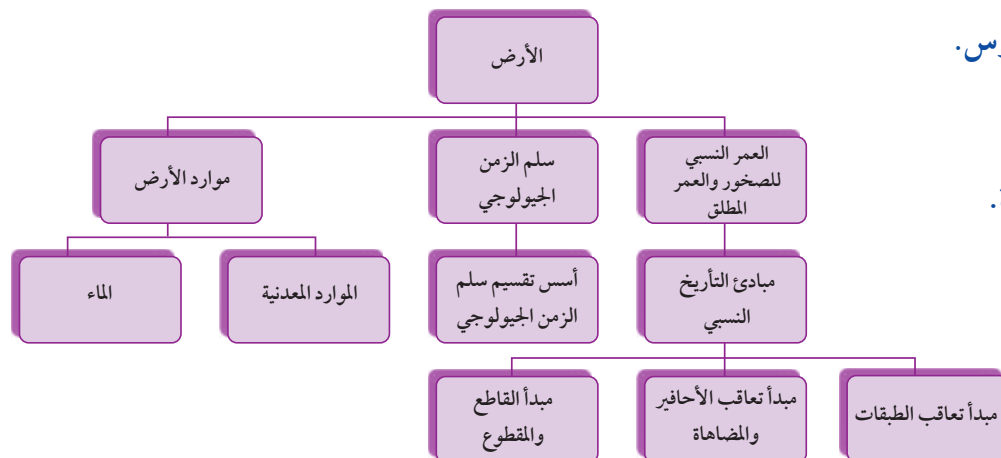 الأرض
العمر النسبي
للصخور والعمر
المطلق
سلم الزمن
الجيولوجي
موارد الأرض
مبادئ التأريخ
النسبي
أسس تقسيم سلم
الزمن الجيولوجي
الموارد المعدنية
الماء
مبدأ تعاقب الطبقات
مبدأ تعاقب الأحافير
والمضاهاة
مبدأ القاطع
والمقطوع